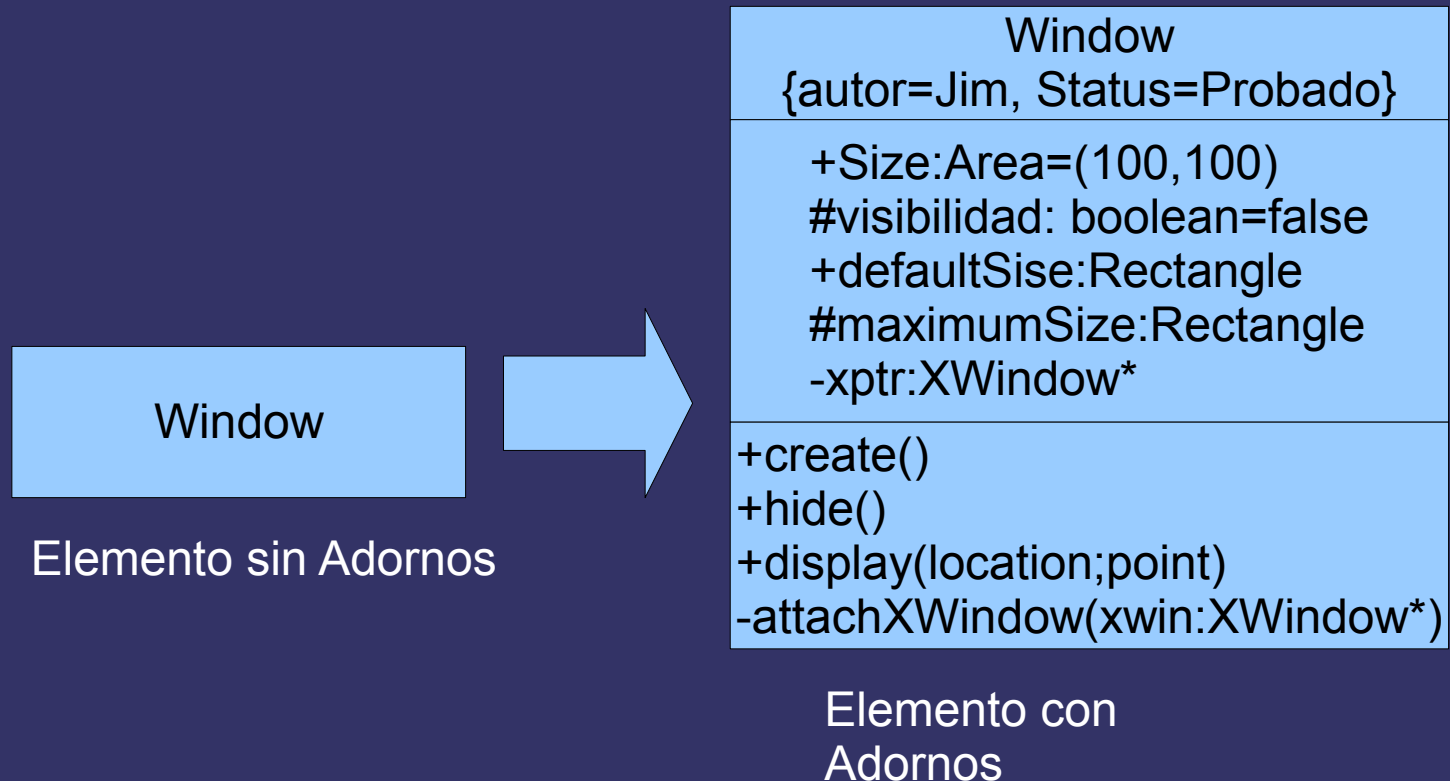 Window
Elemento sin Adornos
Window
{autor=Jim, Status=Probado}
+Size:Area=(100,100)
#visibilidad: boolean=false
+defaultSise:Rectangle
#maximumSize:Rectangle
-xptr:XWindow*
+create()
+hide()
+display(location;point)
-attachXWindow(xwin:XWindow*)
Elemento con
Adornos